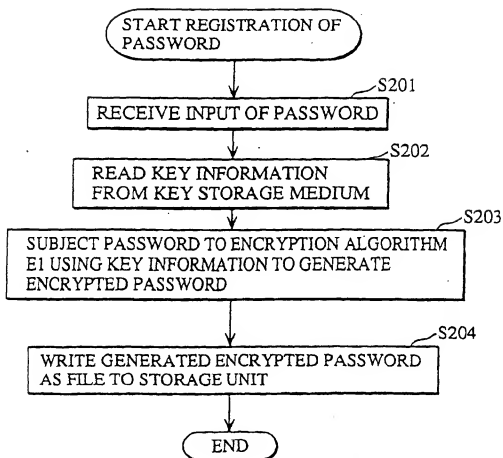 START REGISTRATION OF
PASSWORD
S201
RECEIVE INPUT OF PASSWORD
S202
READ KEY INFORMATION
FROM KEY STORAGE MEDIUM
S203
SUBJECT PASSWORD TO ENCRYPTION ALGORITHM
E1 USING KEY INFORMATION TO GENERATE
ENCRYPTED PASSWORD
S204
WRITE GENERATED ENCRYPTED PASSWORD
AS FILE TO STORAGE UNIT
END